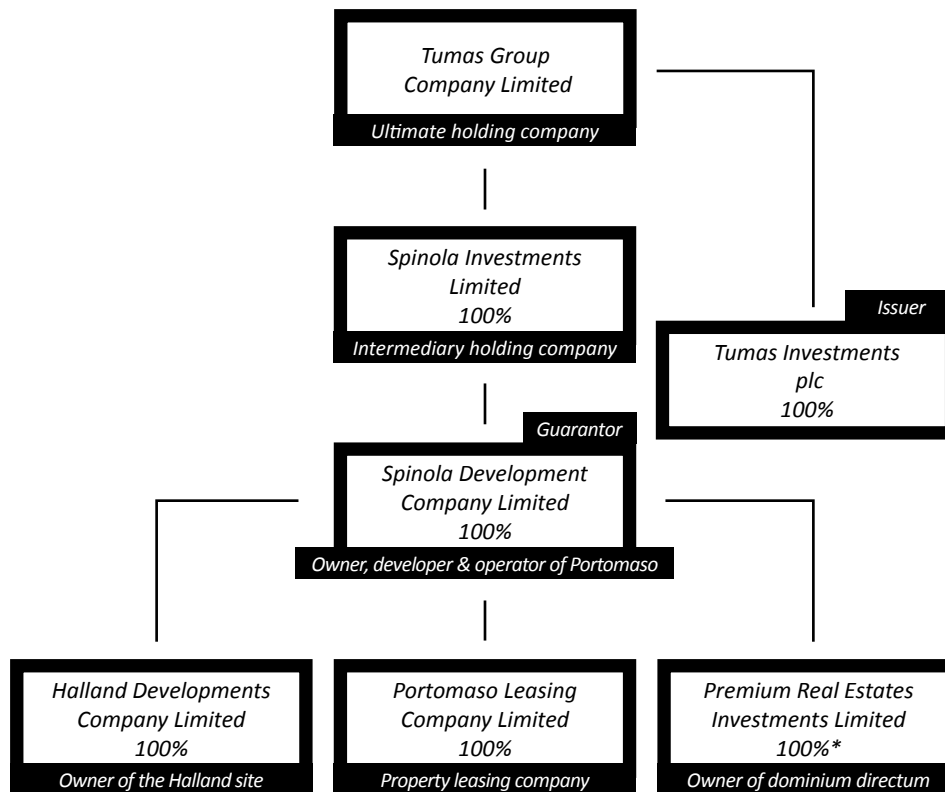 Tumas Group
Company Limited
Ultimate holding company
Spinola Investments
Limited
100%
Intermediary holding company
Issuer
Tumas Investments
plc
100%
Guarantor
Spinola Development
Company Limited
100%
Owner, developer & operator of Portomaso
Halland Developments
Company Limited
100%
Owner of the Halland site
Portomaso Leasing
Company Limited
100%
Property leasing company
Premium Real Estates
Investments Limited
100%*
Owner of dominium directum